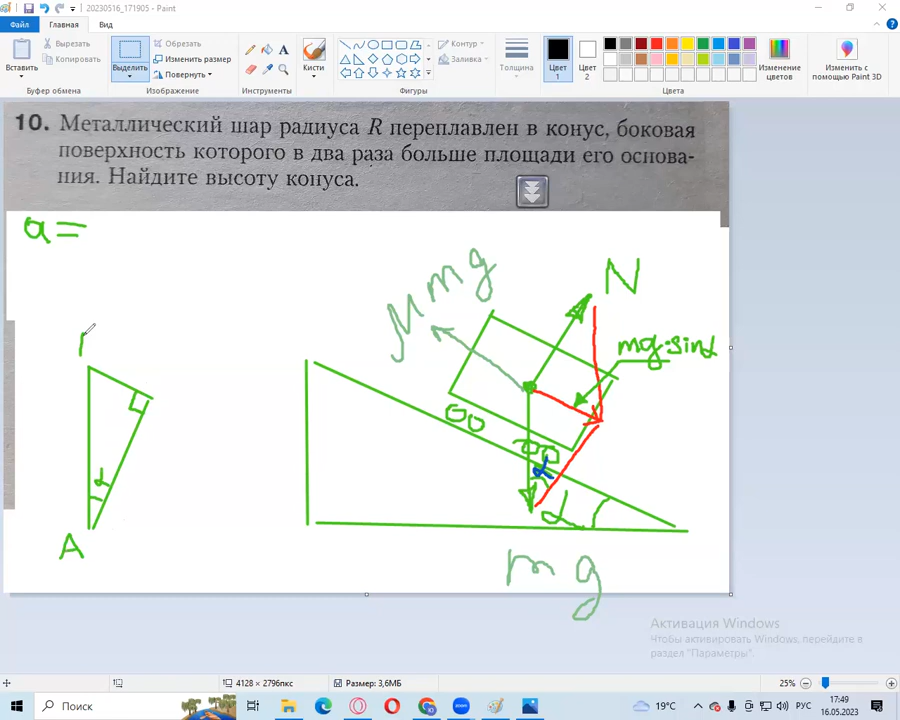 20230516_171905 - Paint
Файл
Главная
Вид
Вставить
Вырезать
Копировать
Буфер обмена
Выделить
Обрезать
Изменить размер
Повернуть
Изображение
A
Инструменты
Кисти
Контур
Заливка
Фигуры
Толщина
Цвет 1
Цвет 2
Изменение цветов
Изменить с помощью Paint 3D
Цвета
10. Металлический шар радиуса R переплавлен в конус, боковая
поверхность которого в два раза больше площади его основа-
ния. Найдите высоту конуса.
a =
μmg
N
mg·sinα
α
A
α
α
mg
Активация Windows
Чтобы активировать Windows, перейдите в
раздел "Параметры".
4128 × 2796пкс
Размер: 3,6МБ
25%
Поиск
19°C
РУС
17:49
16.05.2023